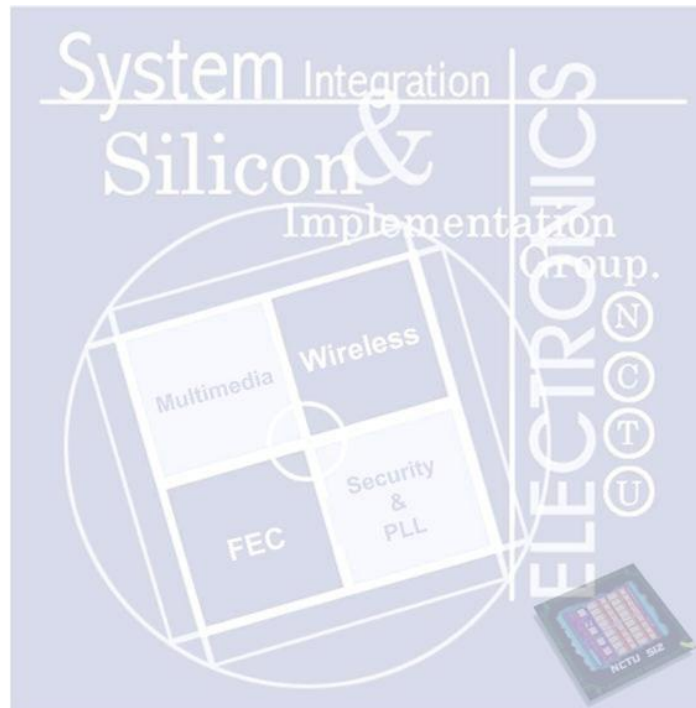 System Integration
&
Silicon
Implementation
Group.
ELECTRONICS
N
C
T
U
Multimedia
Wireless
FEC
Security
&
PLL
NCTU SI2